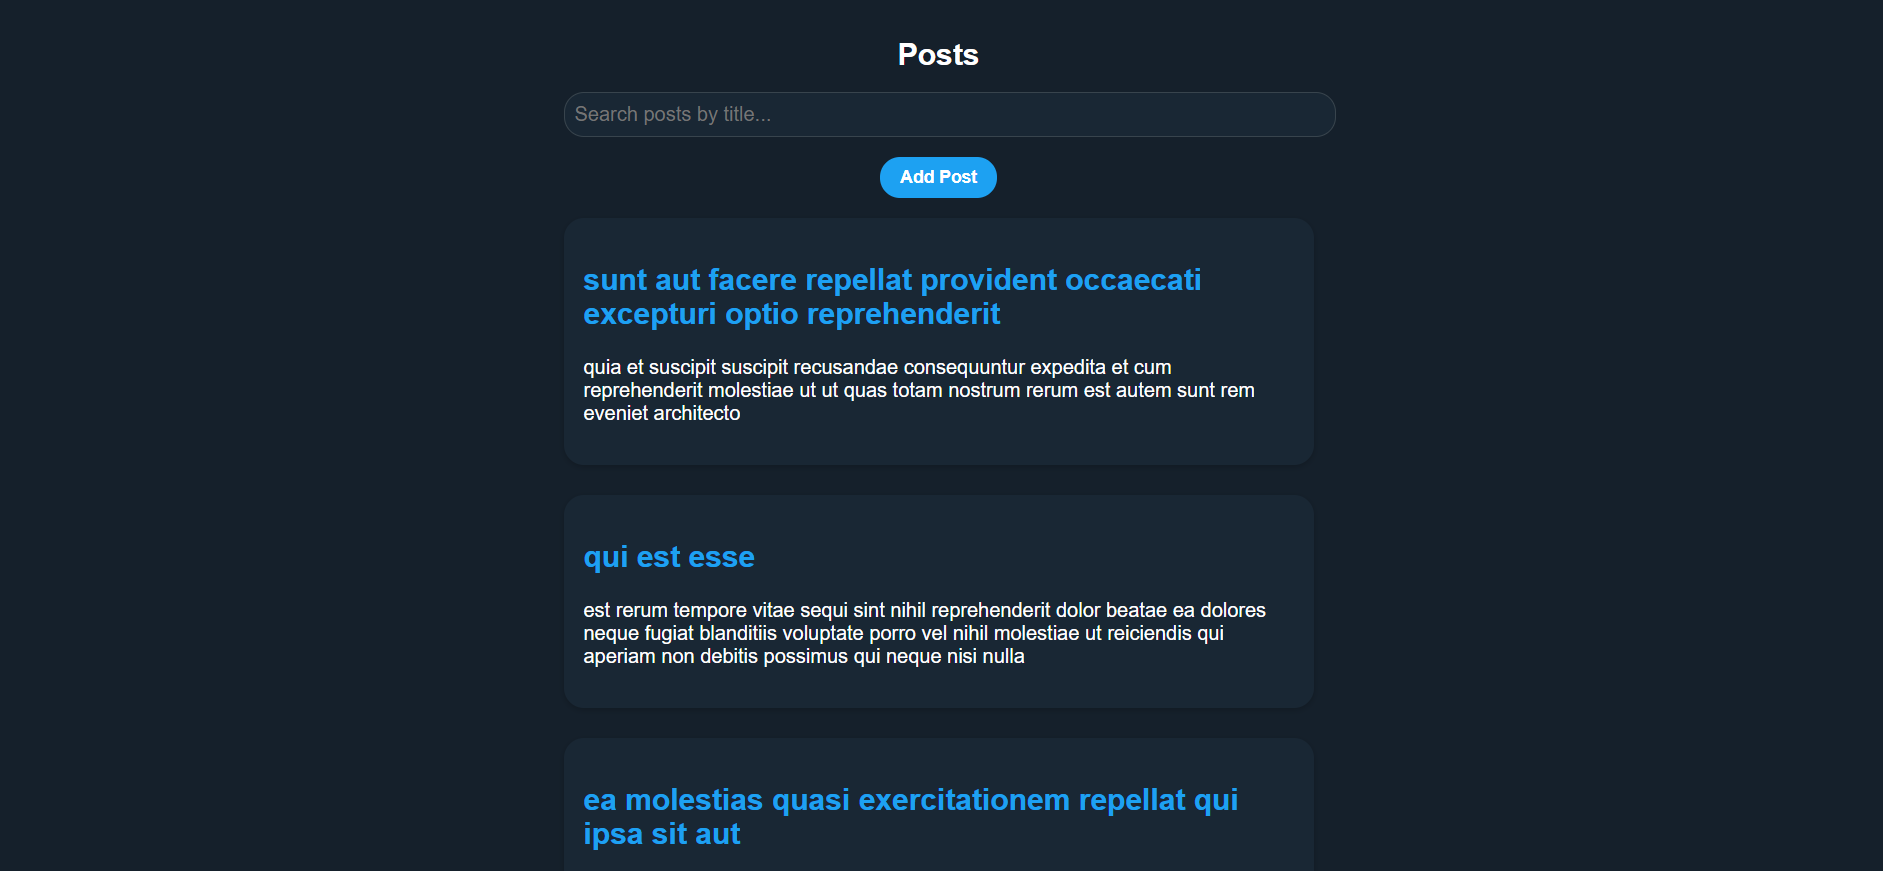 Posts
Search posts by title...
Add Post
sunt aut facere repellat provident occaecati
excepturi optio reprehenderit
quia et suscipit suscipit recusandae consequuntur expedita et cum
reprehenderit molestiae ut ut quas totam nostrum rerum est autem sunt rem
eveniet architecto
qui est esse
est rerum tempore vitae sequi sint nihil reprehenderit dolor beatae ea dolores
neque fugiat blanditiis voluptate porro vel nihil molestiae ut reiciendis qui
aperiam non debitis possimus qui neque nisi nulla
ea molestias quasi exercitationem repellat qui
ipsa sit aut